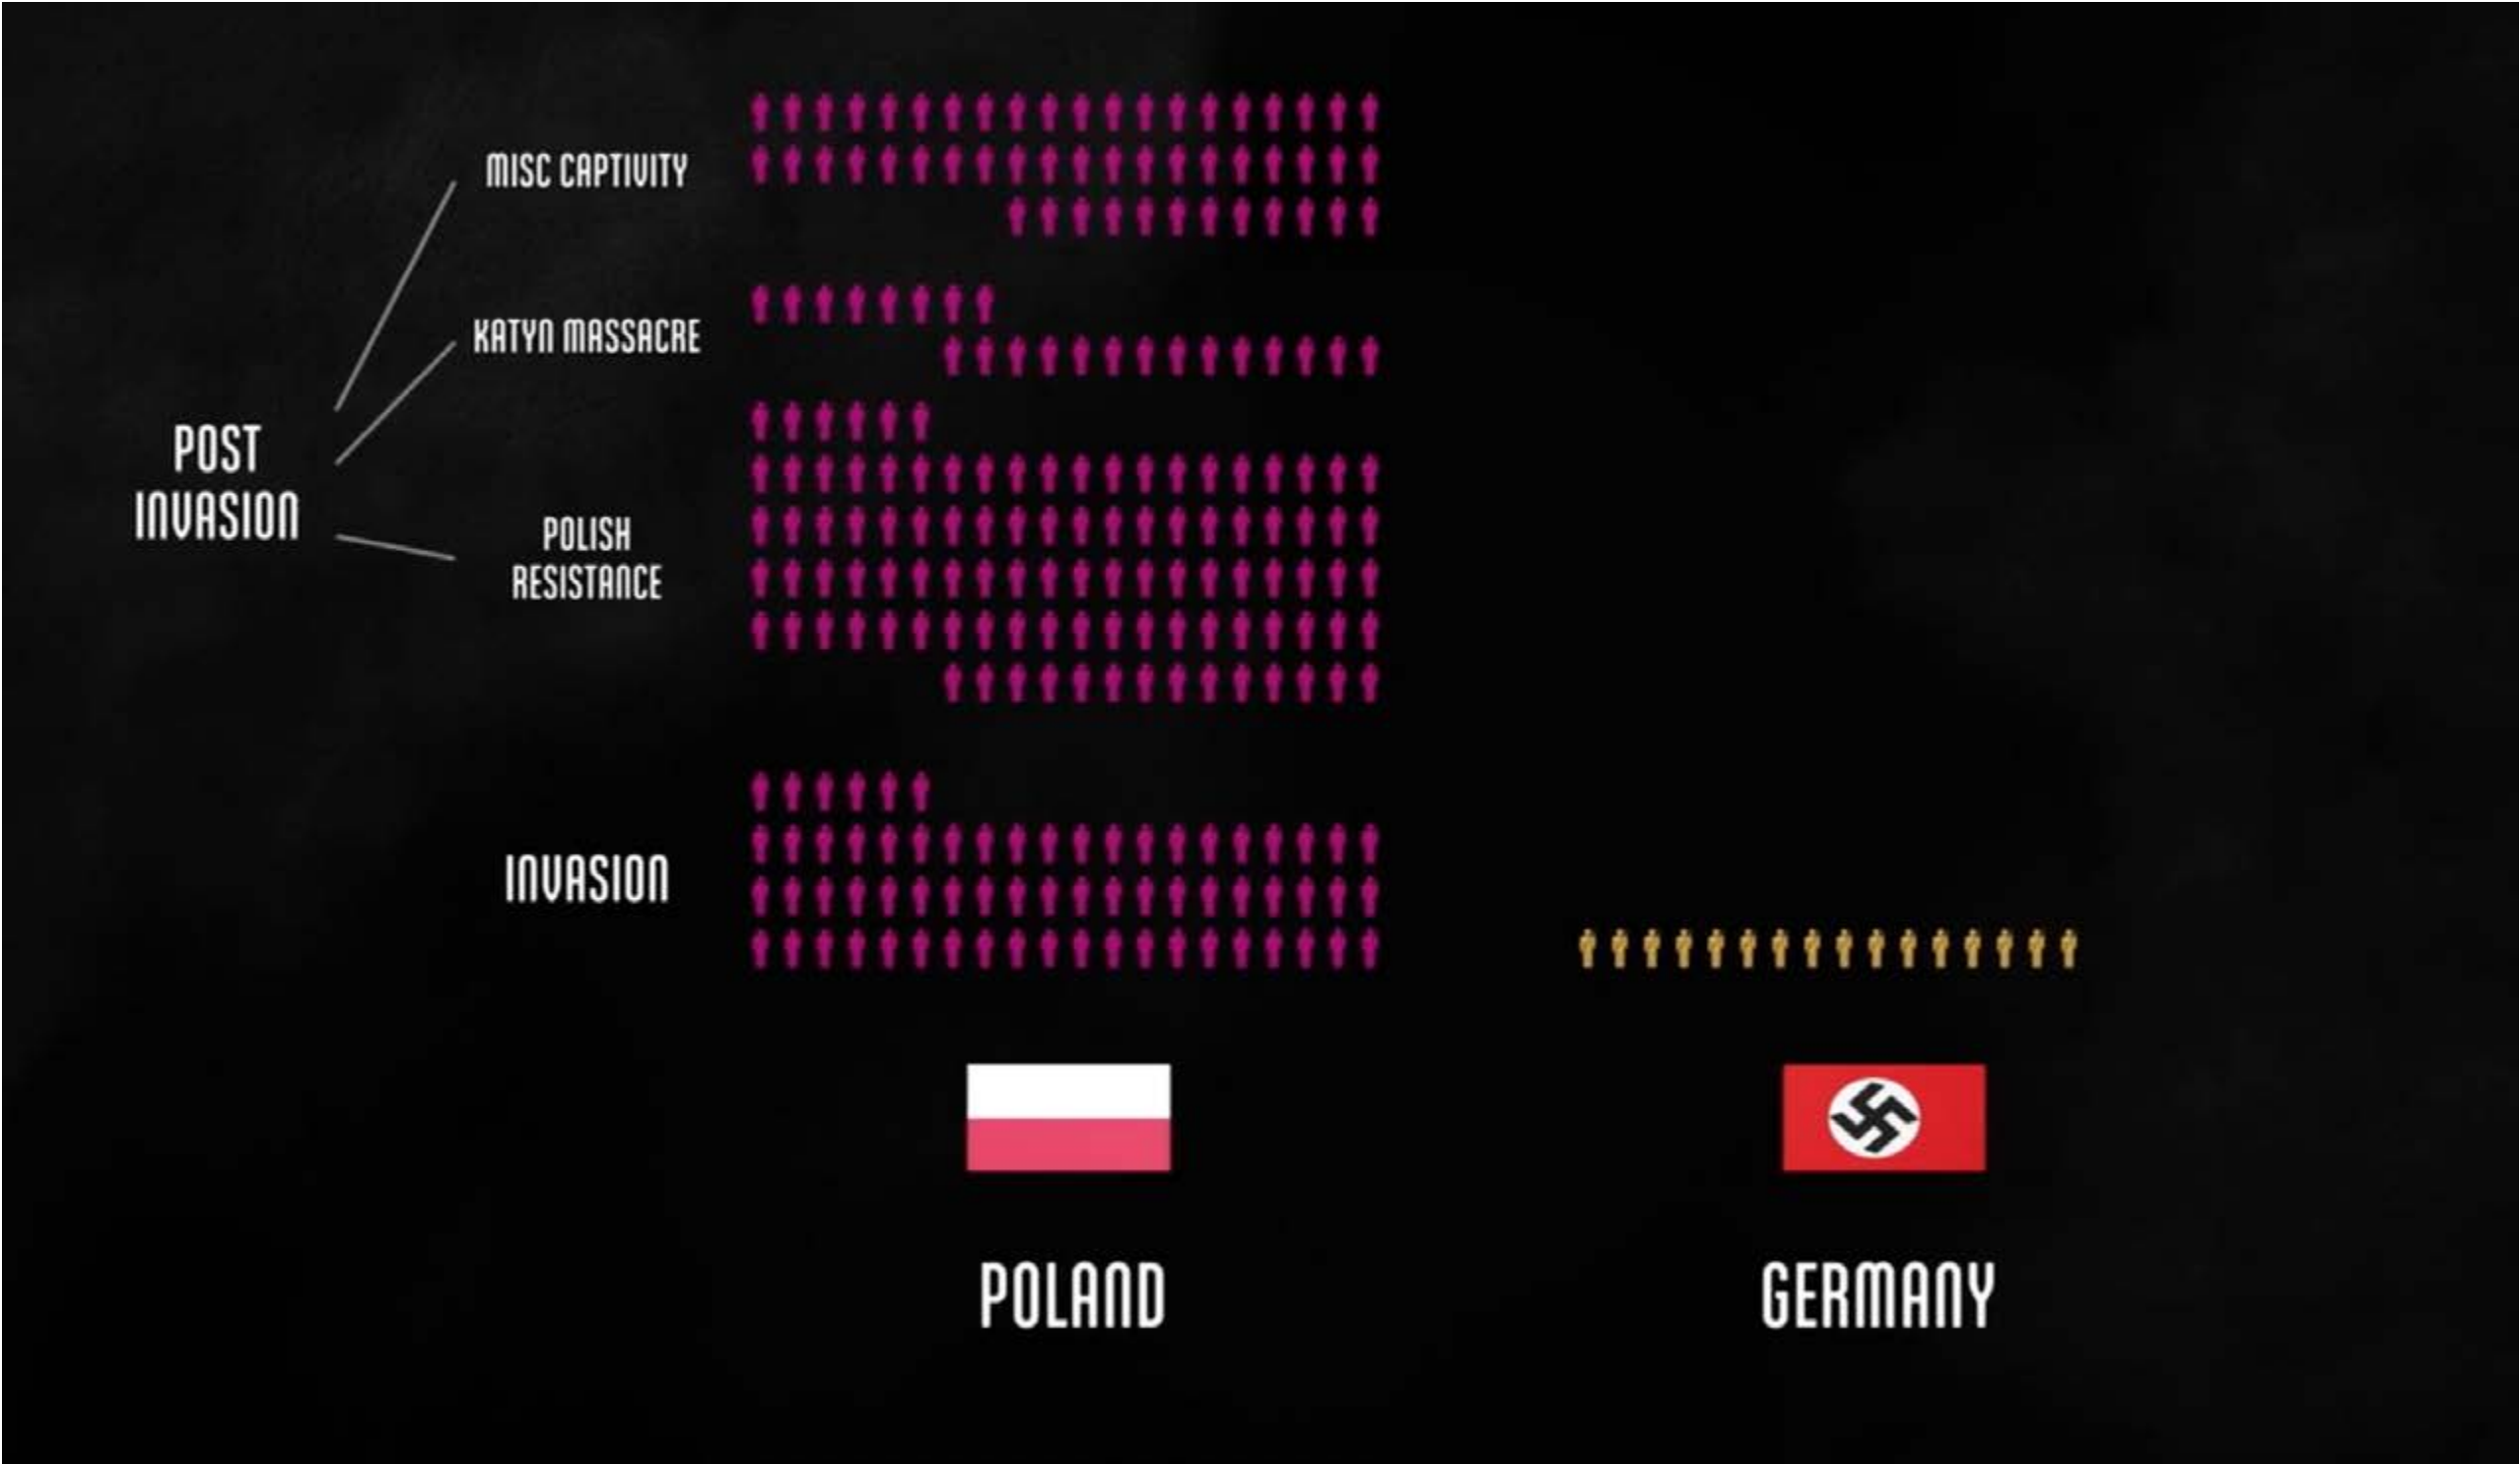 MISC CAPTIVITY
KATYN MASSACRE
POST
INVASION
POLISH
RESISTANCE
INVASION
POLAND
GERMANY